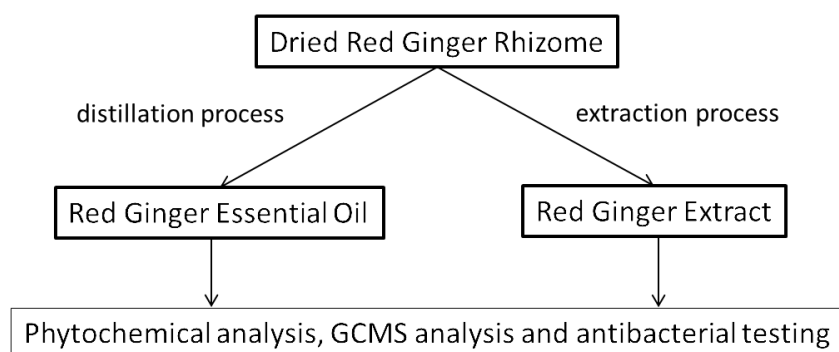 Dried Red Ginger Rhizome
distillation process
extraction process
Red Ginger Essential Oil
Red Ginger Extract
Phytochemical analysis, GCMS analysis and antibacterial testing